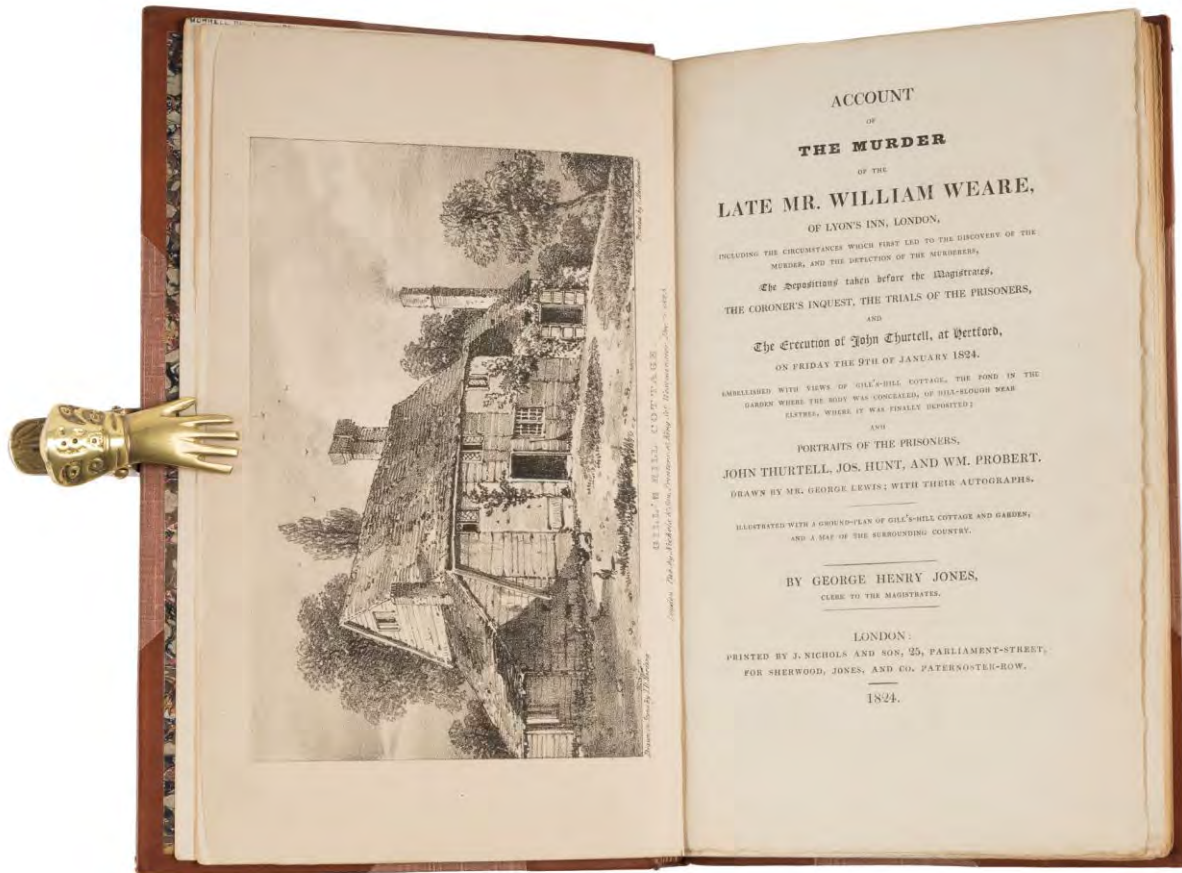 GILL'S HILL COTTAGE
ACCOUNT
OF
THE MURDER
OF THE
LATE MR. WILLIAM WEARE,
OF LYON'S INN, LONDON,
INCLUDING THE CIRCUMSTANCES WHICH FIRST LED TO THE DISCOVERY OF THE
MURDER, AND THE DETECTION OF THE MURDERERS,
The Depositions taken before the Magistrates,
THE CORONER'S INQUEST, THE TRIALS OF THE PRISONERS,
AND
The Execution of John Thurtell, at Hertford,
ON FRIDAY THE 9TH OF JANUARY 1824.
EMBELLISHED WITH VIEWS OF GILL'S-HILL COTTAGE, THE POND IN THE
GARDEN WHERE THE BODY WAS CONCEALED, OF HILL-SLOUGH NEAR
ELSTREE, WHERE IT WAS FINALLY DEPOSITED;
AND
PORTRAITS OF THE PRISONERS,
JOHN THURTELL, JOS. HUNT, AND WM. PROBERT.
DRAWN BY MR. GEORGE LEWIS; WITH THEIR AUTOGRAPHS.
ILLUSTRATED WITH A GROUND-PLAN OF GILL'S-HILL COTTAGE AND GARDEN,
AND A MAP OF THE SURROUNDING COUNTRY.
BY GEORGE HENRY JONES,
CLERK TO THE MAGISTRATES.
LONDON:
PRINTED BY J. NICHOLS AND SON, 25, PARLIAMENT-STREET,
FOR SHERWOOD, JONES, AND CO. PATERNOSTER-ROW.
1824.